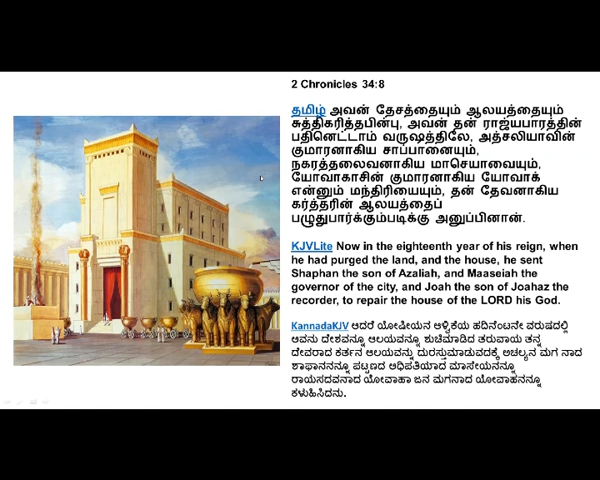 2 Chronicles 34:8
தமிழ் அவன் தேசத்தையும் ஆலயத்தையும்
சுத்திகரித்தபின்பு, அவன் தன் ராஜ்யபாரத்தின்
பதினெட்டாம் வருஷத்திலே, அத்சலியாவின்
குமாரனாகிய சாப்பானையும்,
நகரத்தலைவனாகிய மாசெயாவையும்,
யோவாகாசின் குமாரனாகிய யோவாக்
என்னும் மந்திரியையும், தன் தேவனாகிய
கர்த்தரின் ஆலயத்தைப்
பழுதுபார்க்கும்படிக்கு அனுப்பினான்.
KJVLite Now in the eighteenth year of his reign, when
he had purged the land, and the house, he sent
Shaphan the son of Azaliah, and Maaseiah the
governor of the city, and Joah the son of Joahaz the
recorder, to repair the house of the LORD his God.
KannadaKJV ಆದರೆ ಯೋಷೀಯನ ಆಳ್ವಿಕೆಯ ಹದಿನೆಂಟನೇ ವರುಷದಲ್ಲಿ
ಅವನು ದೇಶವನ್ನೂ ಆಲಯವನ್ನೂ ಶುಚಿಮಾಡಿದ ತರುವಾಯ ತನ್ನ
ದೇವರಾದ ಕರ್ತನ ಆಲಯವನ್ನು ದುರಸ್ತುಮಾಡುವದಕ್ಕೆ ಅಚಲ್ಯನ ಮಗ ನಾದ
ಶಾಫಾನನನ್ನೂ ಪಟ್ಟಣದ ಅಧಿಪತಿಯಾದ ಮಾಸೇಯನನ್ನೂ
ರಾಯಸದವನಾದ ಯೋವಾಹಾ ಜನ ಮಗನಾದ ಯೋವಾಹನನ್ನೂ
ಕಳುಹಿಸಿದನು.